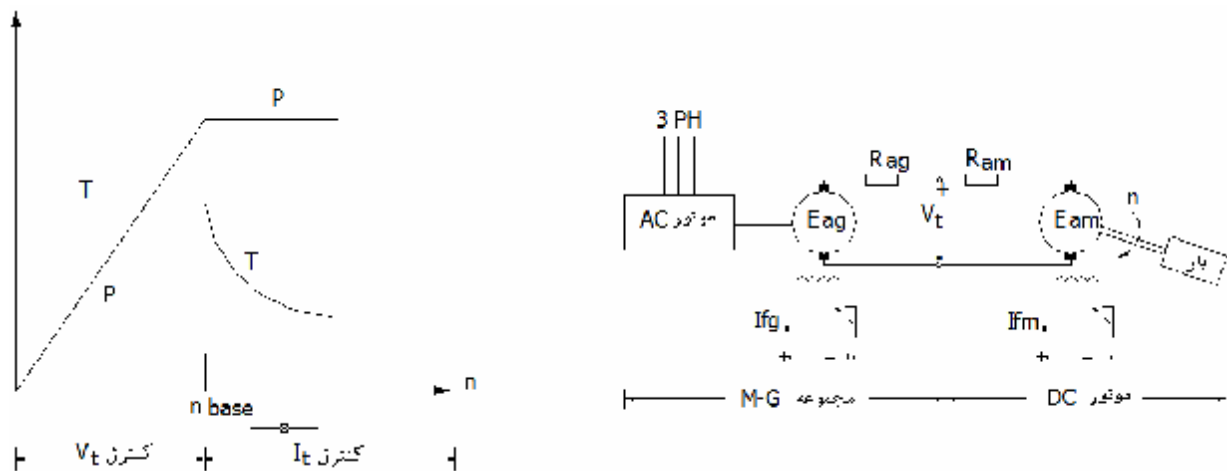 P
T
P
T
n
n base
کنترل Vt
کنترل It
3 PH
Rag
Ram
موتور AC
Eag
Vt
Eam
n
بار
Ifg.
Ifm.
مجموعه M-G
موتور DC